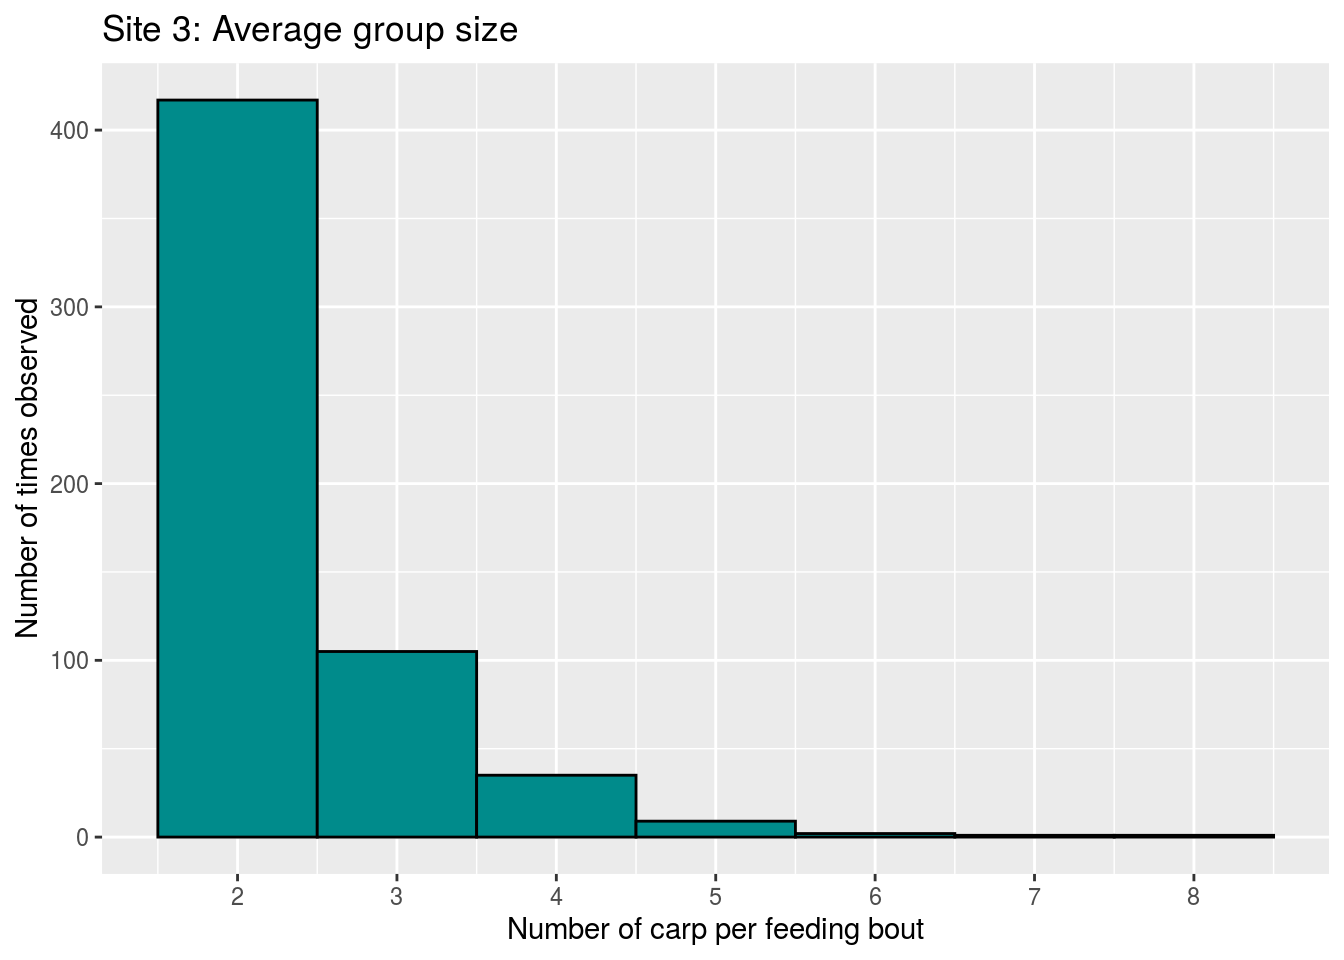 Site 3: Average group size
Number of times observed
400
300
200
100
0
2 3 4 5 6 7 8
Number of carp per feeding bout